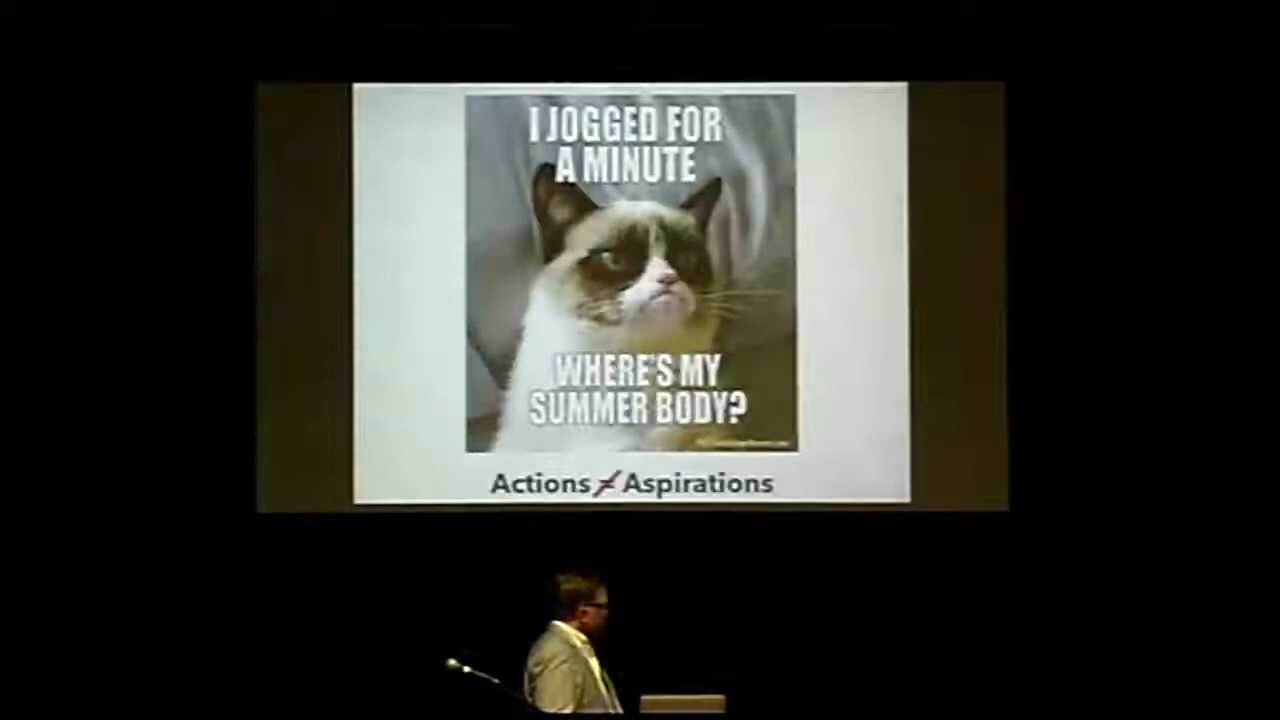 I JOGGED FOR
A MINUTE
WHERE'S MY
SUMMER BODY?
Actions ≠ Aspirations